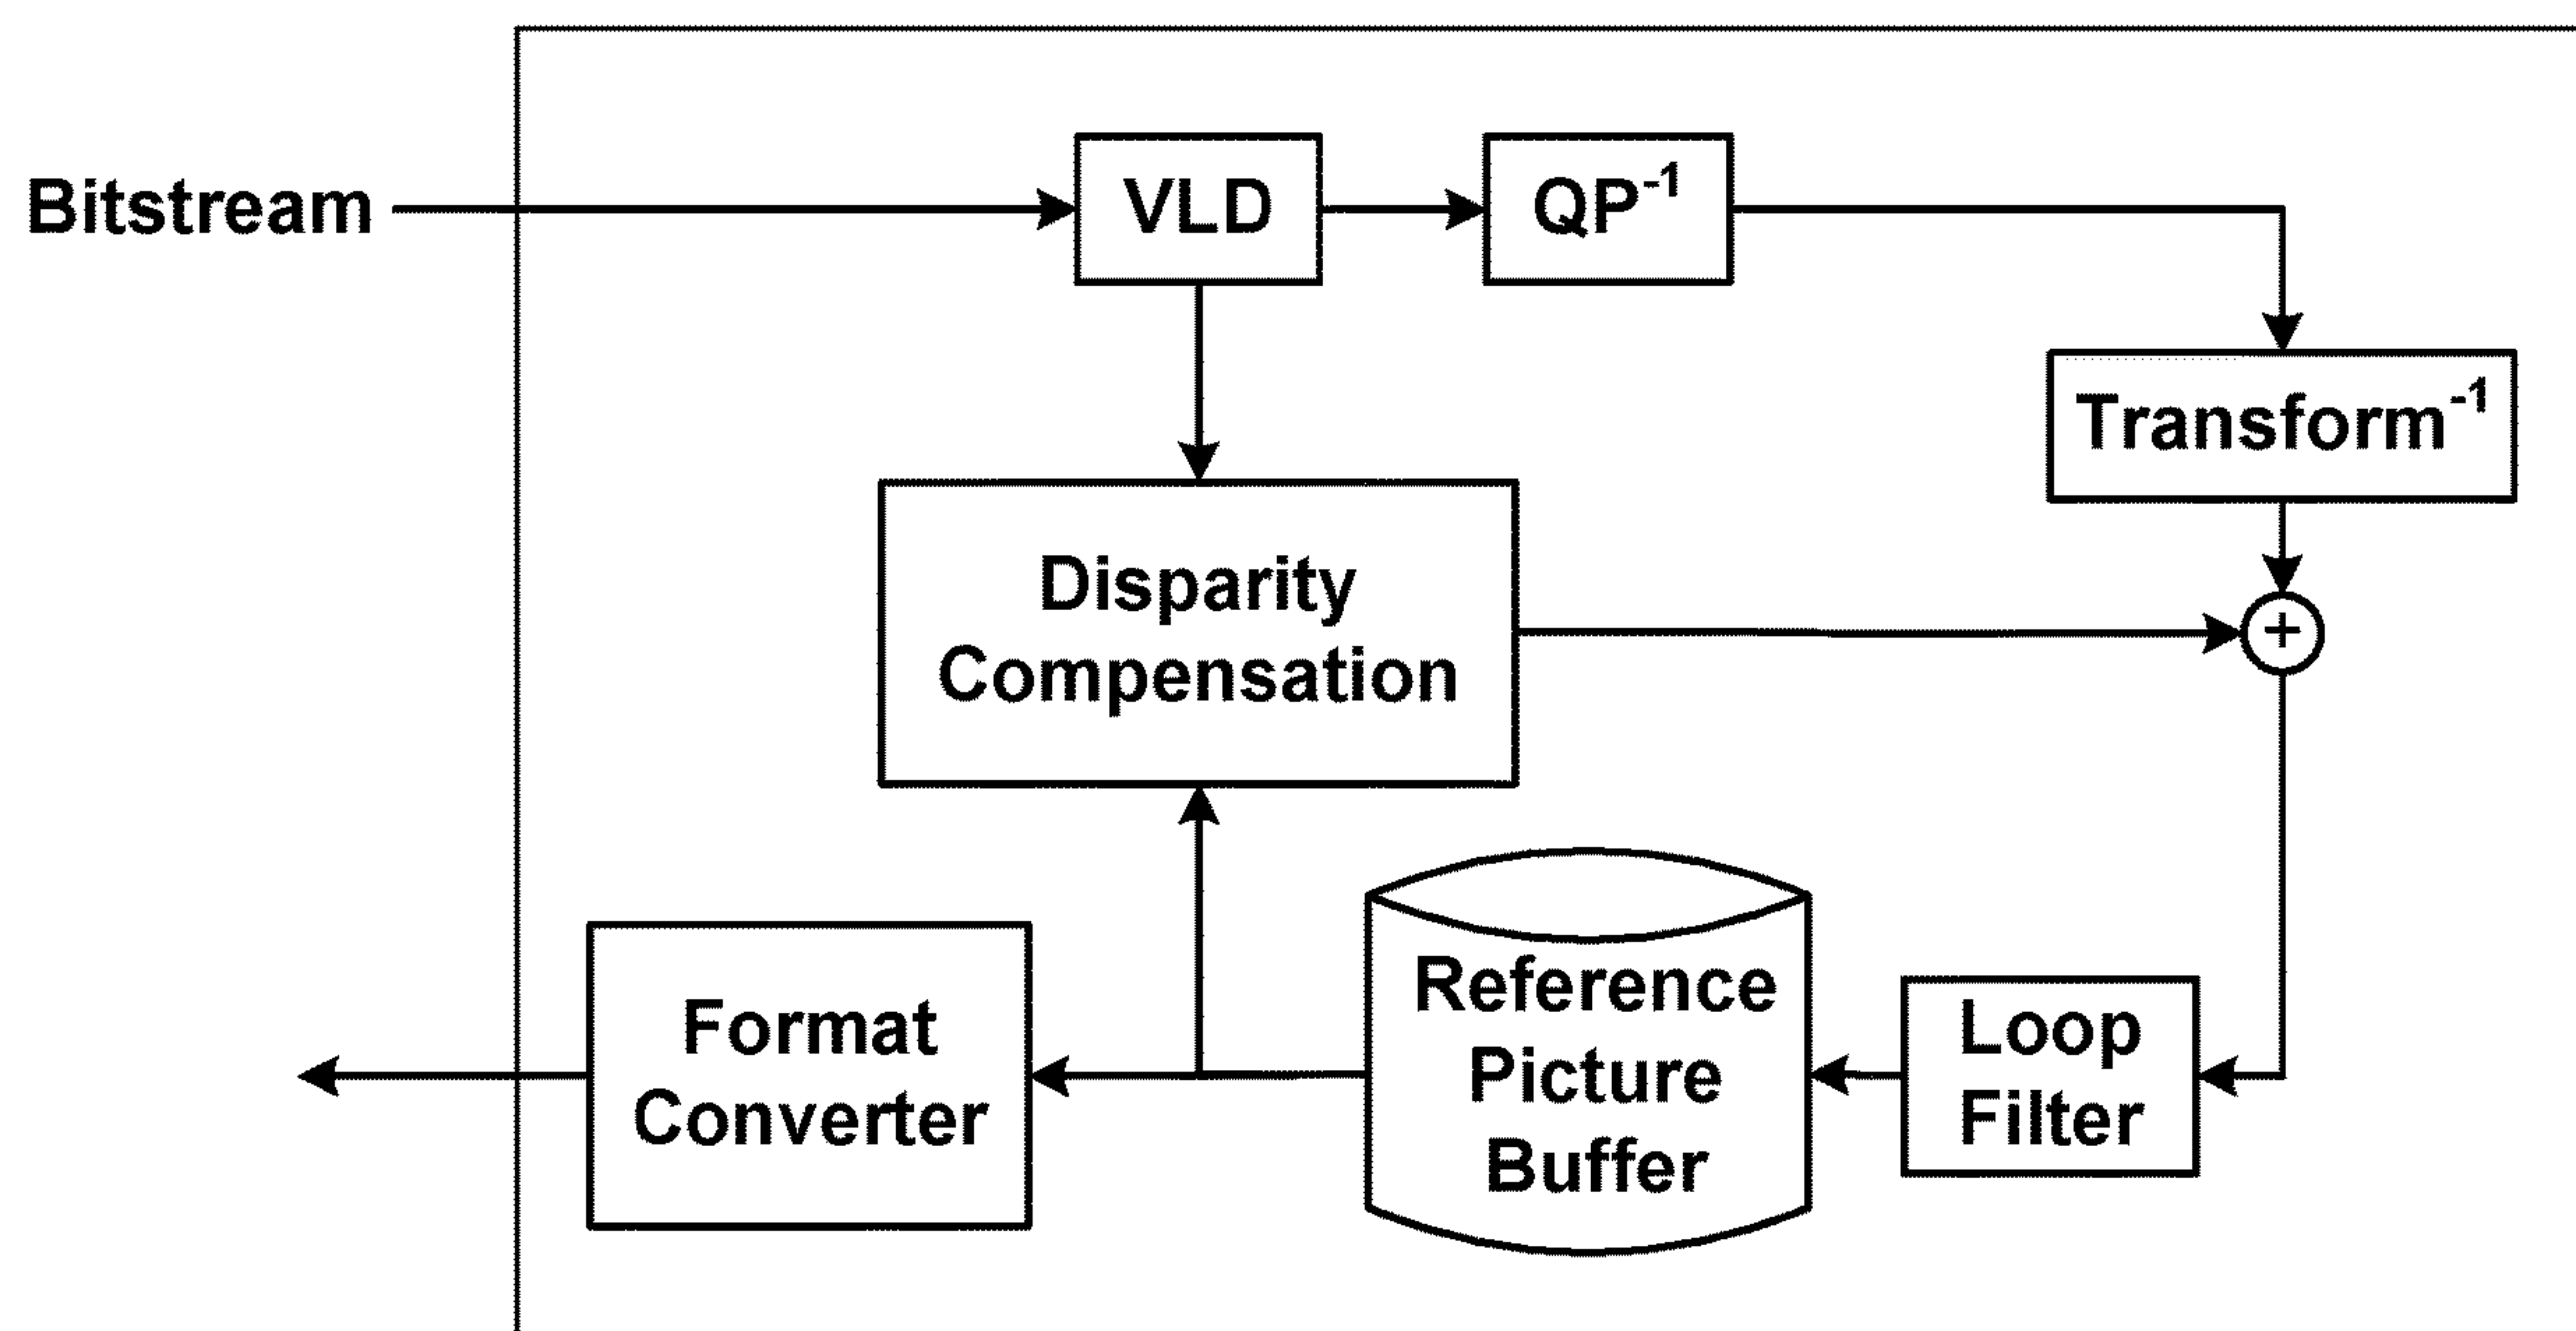 Bitstream
VLD
QP⁻¹
Transform⁻¹
Disparity
Compensation
+
Format
Converter
Reference
Picture
Buffer
Loop
Filter